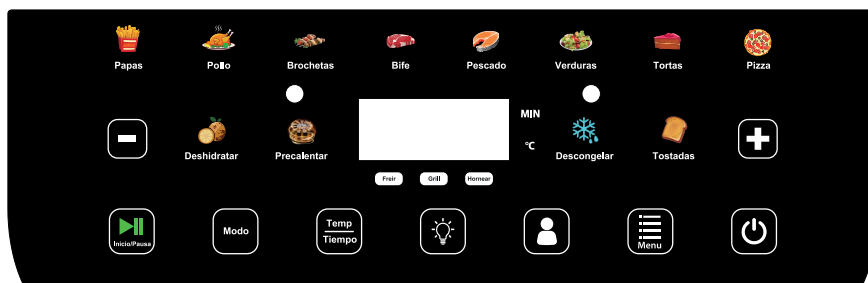 Papas
Pollo
Brochetas
Bife
Pescado
Verduras
Tortas
Pizza
MIN
°C
Deshidratar
Precalentar
Descongelar
Tostadas
Freir
Grill
Hornear
Inicio/Pausa
Modo
Temp
Tiempo
Menu